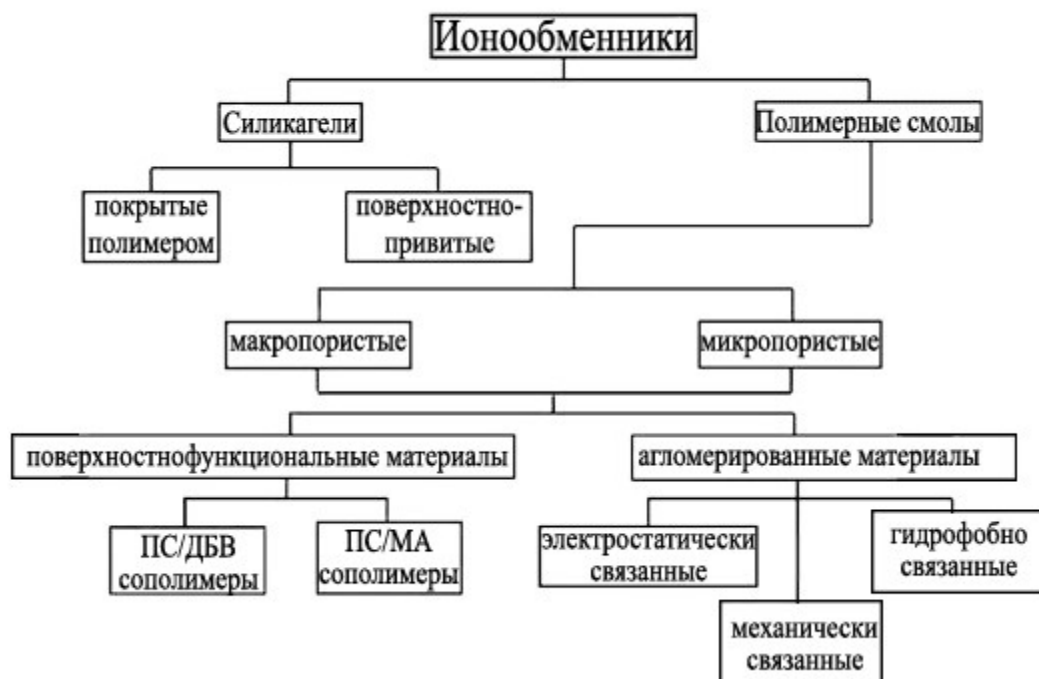 Ионообменники
Силикагели
Полимерные смолы
покрытые
полимером
поверхностно-
привитые
макропористые
микропористые
поверхностнофункциональные материалы
агломерированные материалы
ПС/ДБВ
сополимеры
ПС/МА
сополимеры
электростатически
связанные
гидрофобно
связанные
механически
связанные